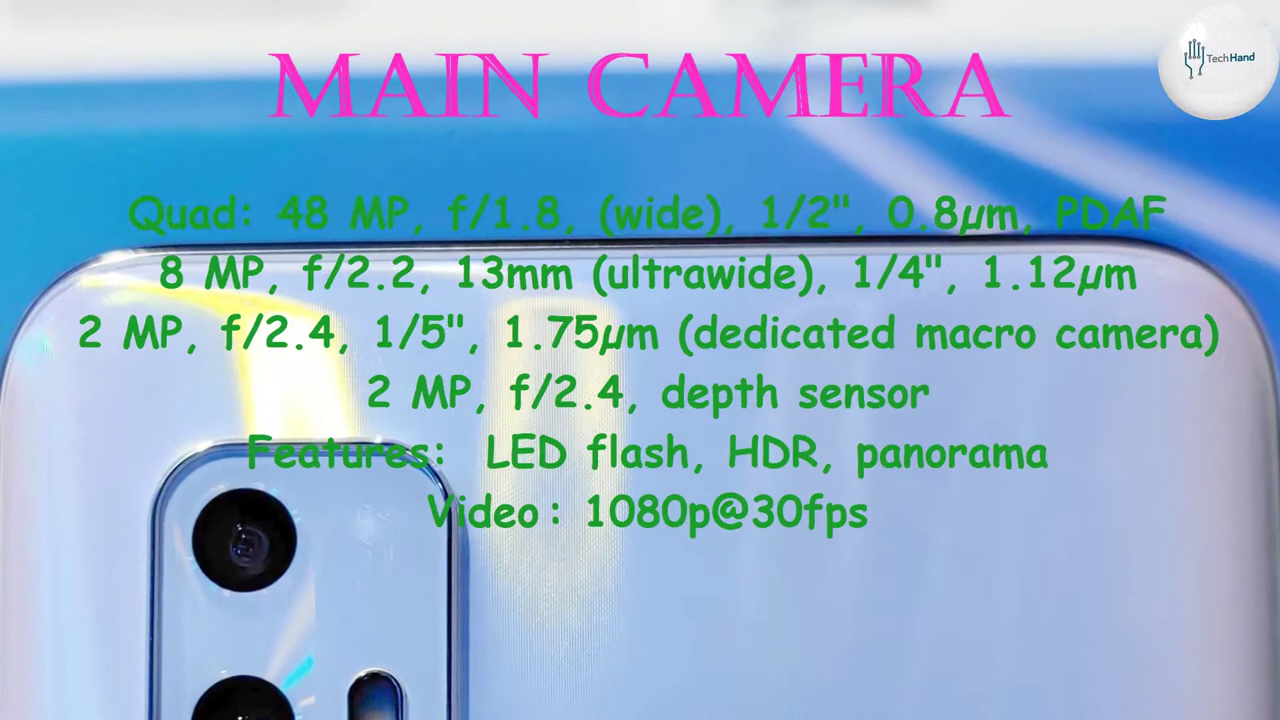 MAIN CAMERA
TechHand
Quad: 48 MP, f/1.8, (wide), 1/2", 0.8µm, PDAF
8 MP, f/2.2, 13mm (ultrawide), 1/4", 1.12µm
2 MP, f/2.4, 1/5", 1.75µm (dedicated macro camera)
2 MP, f/2.4, depth sensor
Features: LED flash, HDR, panorama
Video : 1080p@30fps